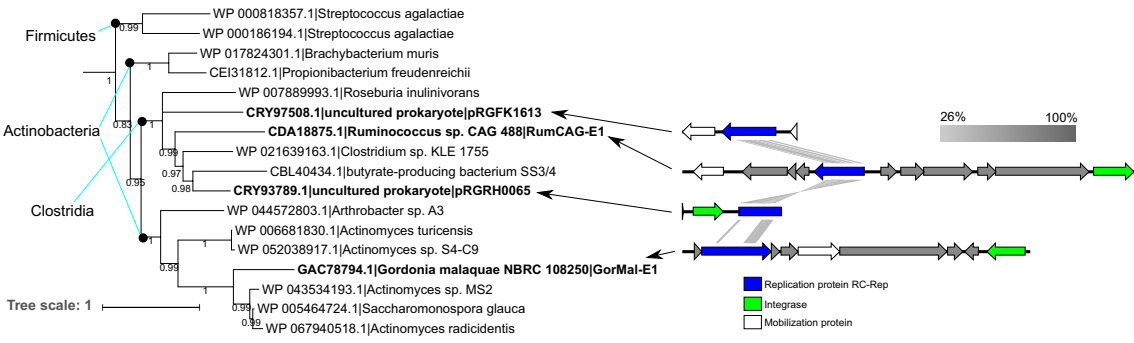 WP 000818357.1|Streptococcus agalactiae
0.99
Firmicutes
WP 000186194.1|Streptococcus agalactiae
WP 017824301.1|Brachybacterium muris
1
1
CEI31812.1|Propionibacterium freudenreichii
WP 007889993.1|Roseburia inulinivorans
CRY97508.1|uncultured prokaryote|pRGFK1613
26%
100%
0.83
1
Actinobacteria
CDA18875.1|Ruminococcus sp. CAG 488|RumCAG-E1
0.99
WP 021639163.1|Clostridium sp. KLE 1755
0.97
CBL40434.1|butyrate-producing bacterium SS3/4
0.95
0.98
CRY93789.1|uncultured prokaryote|pRGRH0065
Clostridia
WP 044572803.1|Arthrobacter sp. A3
WP 006681830.1|Actinomyces turicensis
1
1
WP 052038917.1|Actinomyces sp. S4-C9
0.99
GAC78794.1|Gordonia malaquae NBRC 108250|GorMal-E1
WP 043534193.1|Actinomyces sp. MS2
Replication protein RC-Rep
Tree scale: 1
0.99
WP 005464724.1|Saccharomonospora glauca
Integrase
0.99
WP 067940518.1|Actinomyces radicidentis
Mobilization protein